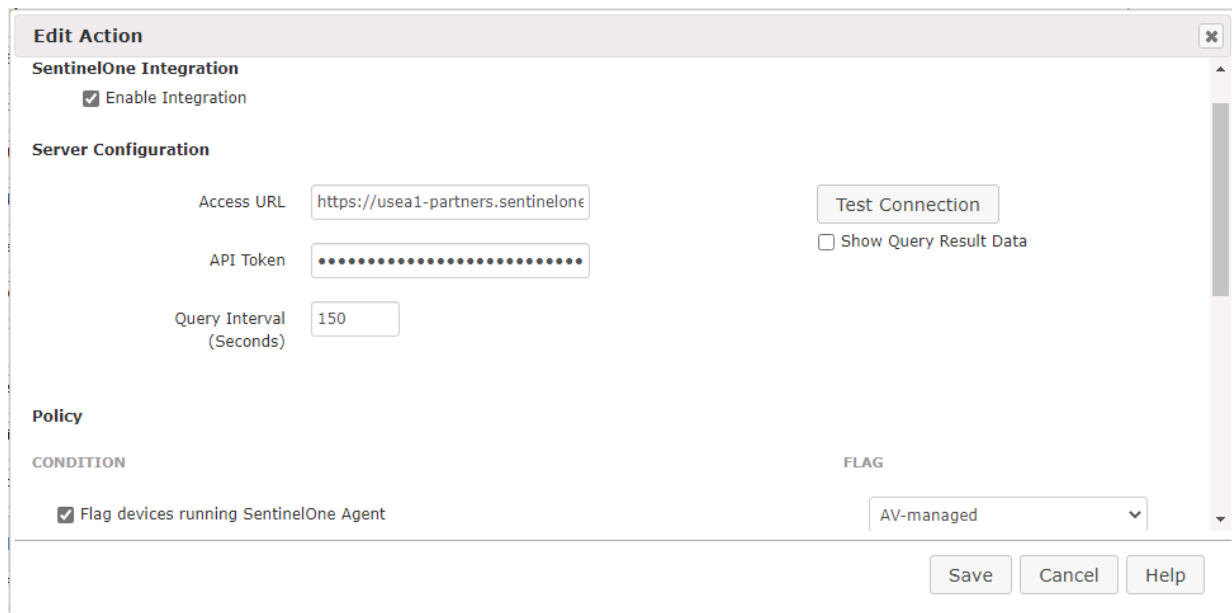 Edit Action
SentinelOne Integration
Enable Integration
Server Configuration
Access URL
https://usea1-partners.sentinelone
Test Connection
Show Query Result Data
API Token
•••••••••••••••••••••••••••
Query Interval
(Seconds)
150
Policy
CONDITION
FLAG
Flag devices running SentinelOne Agent
AV-managed
Save
Cancel
Help